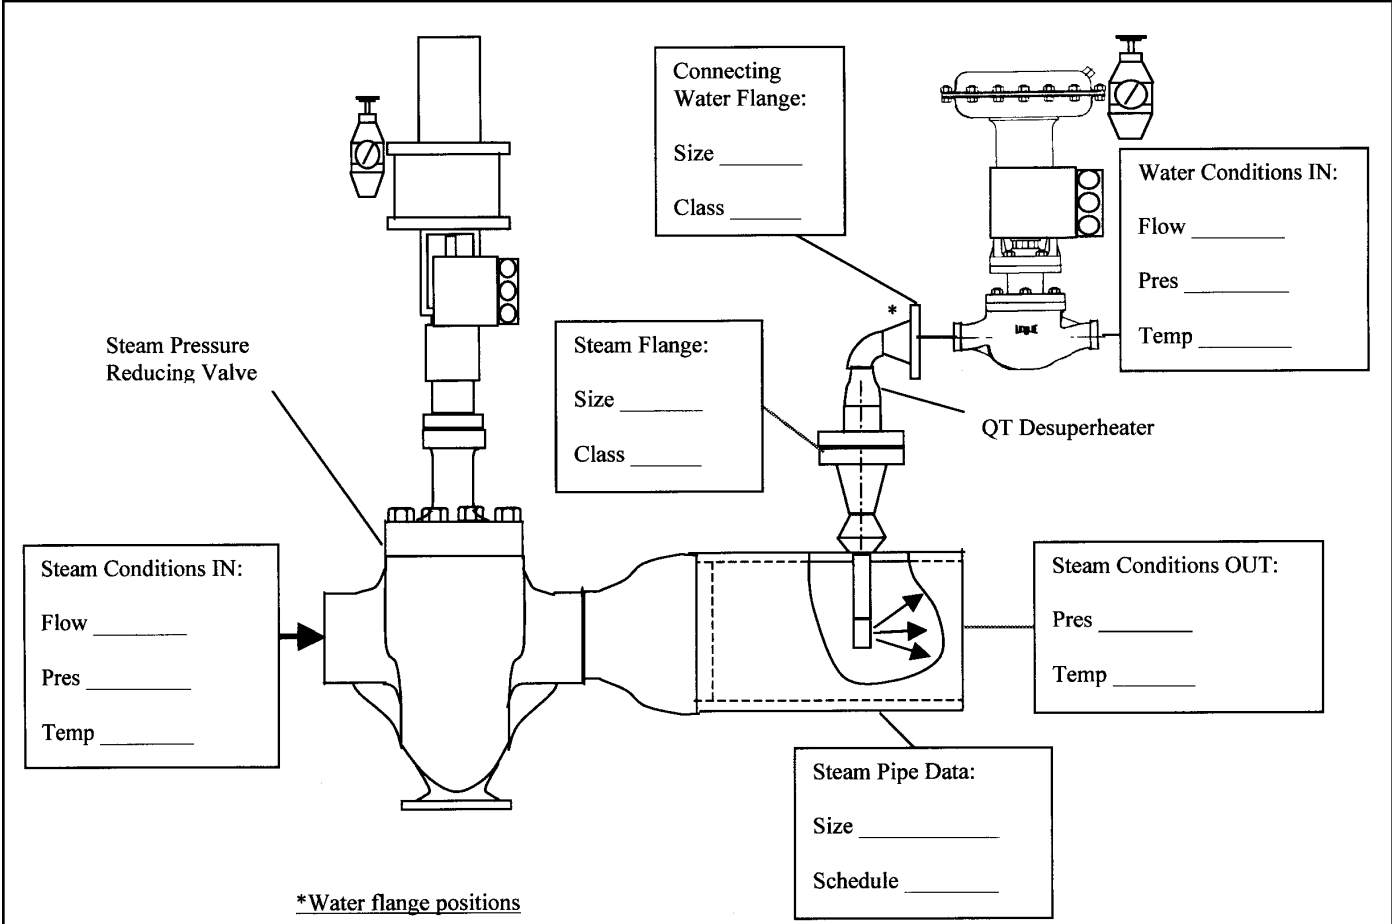 Connecting
Water Flange:
Size _______
Class ______
Water Conditions IN:
Flow ________
Pres _________
Temp ________
Steam Flange:
Size _______
Class ______
*
Steam Pressure
Reducing Valve
QT Desuperheater
Steam Conditions IN:
Flow ________
Pres _________
Temp ________
Steam Conditions OUT:
Pres ________
Temp _______
Steam Pipe Data:
Size ____________
Schedule ________
*Water flange positions